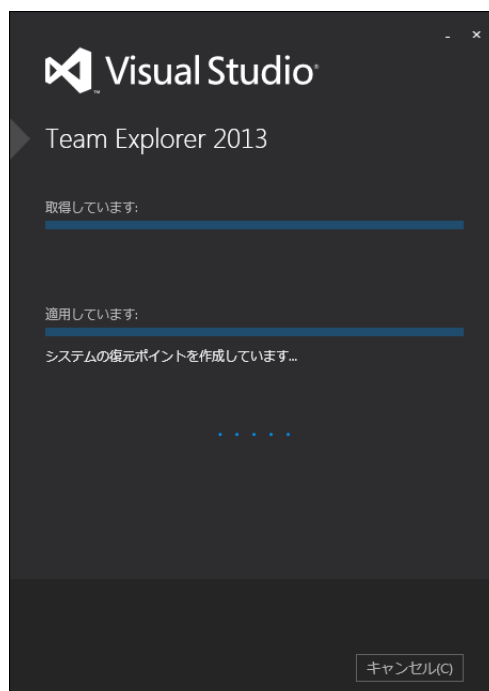 Visual Studio®
Team Explorer 2013
取得しています:
適用しています:
システムの復元ポイントを作成しています...
キャンセル(C)